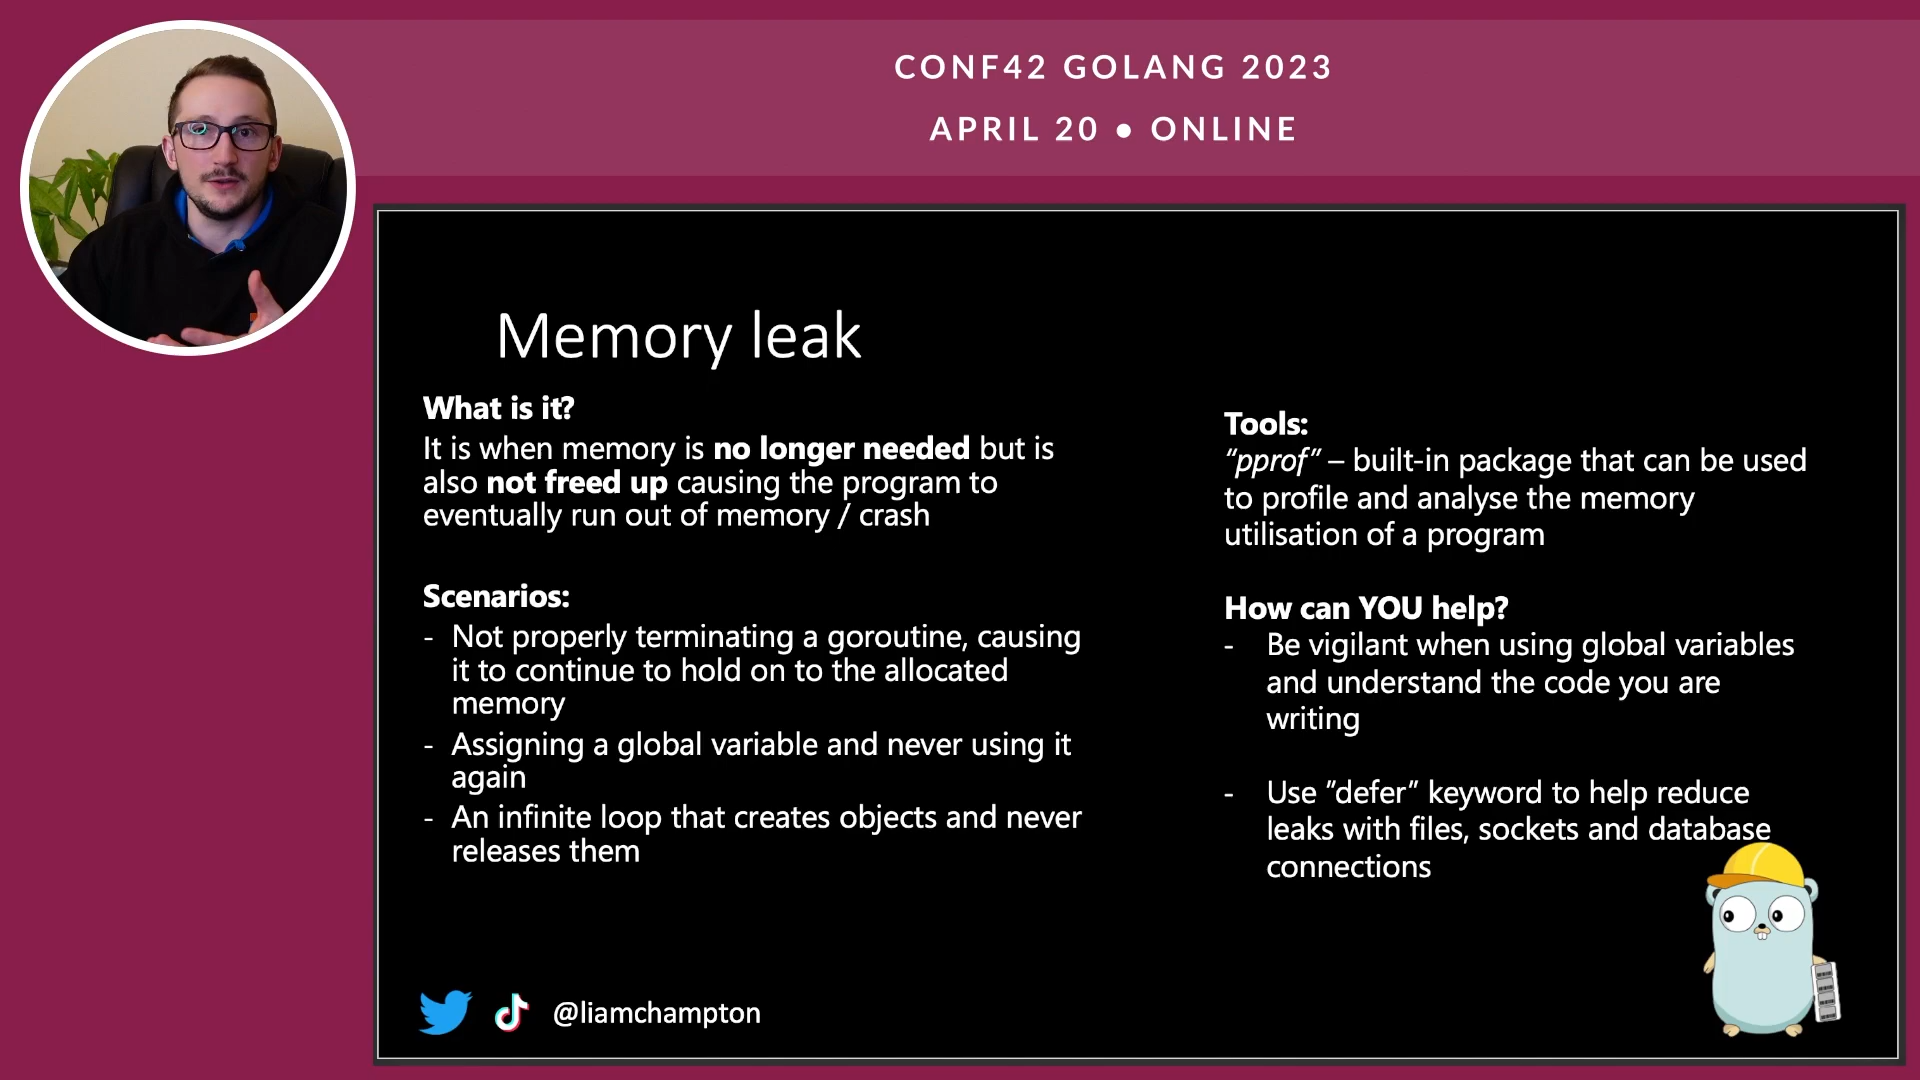 CONF42 GOLANG 2023
APRIL 20 ● ONLINE
Memory leak
What is it?
It is when memory is no longer needed but is
also not freed up causing the program to
eventually run out of memory / crash
Scenarios:
- Not properly terminating a goroutine, causing
it to continue to hold on to the allocated
memory
- Assigning a global variable and never using it
again
- An infinite loop that creates objects and never
releases them
Tools:
“pprof” – built-in package that can be used
to profile and analyse the memory
utilisation of a program
How can YOU help?
- Be vigilant when using global variables
and understand the code you are
writing
- Use “defer” keyword to help reduce
leaks with files, sockets and database
connections
@liamchampton